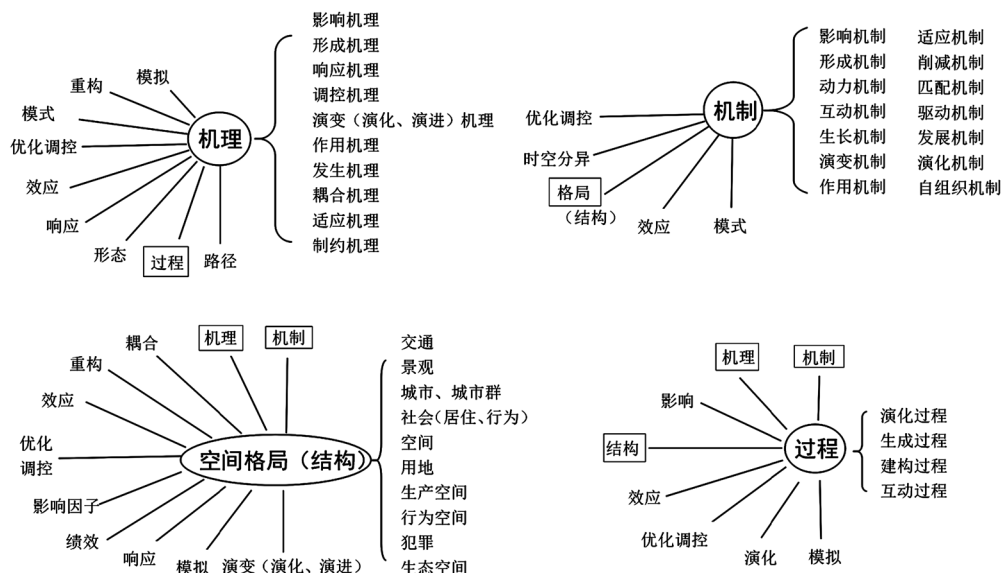 影响机理
形成机理
响应机理
调控机理
演变（演化、演进）机理
作用机理
发生机理
耦合机理
适应机理
制约机理
模拟
重构
模式
优化调控
效应
响应
形态
过程
路径
机理
影响机制 适应机制
形成机制 削减机制
动力机制 匹配机制
互动机制 驱动机制
生长机制 发展机制
演变机制 演化机制
作用机制 自组织机制
机制
优化调控
时空分异
格局
（结构）
效应
模式
机理
机制
耦合
重构
效应
优化
调控
影响因子
绩效
响应
模拟
演变（演化、演进）
空间格局（结构）
交通
景观
城市、城市群
社会（居住、行为）
空间
用地
生产空间
行为空间
犯罪
生态空间
机理
机制
影响
结构
效应
优化调控
演化
模拟
过程
演化过程
生成过程
建构过程
互动过程